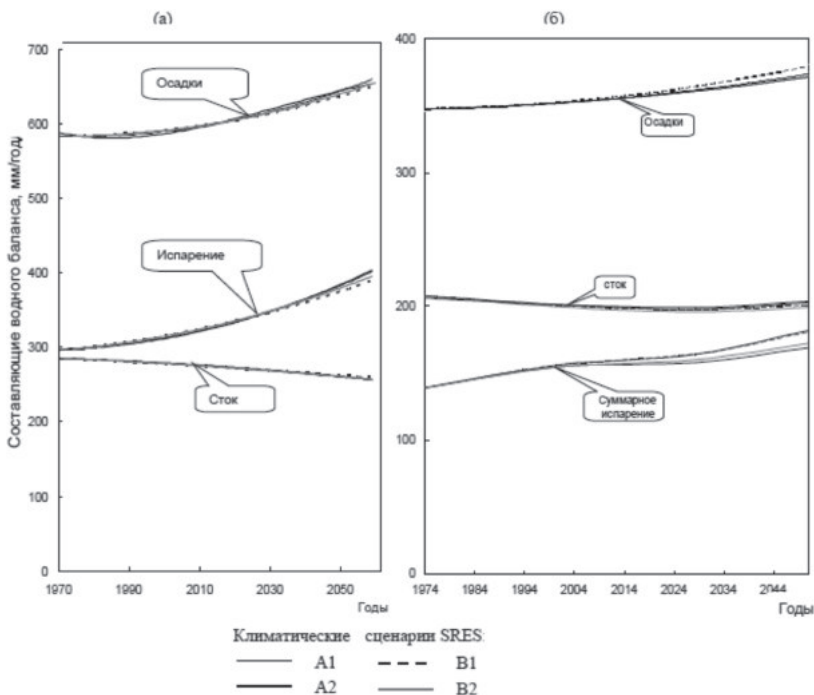 (а)
(б)
Составляющие водного баланса, мм/год,
700
600
500
400
300
200
100
0
Осадки
Испарение
Сток
1970 1990 2010 2030 2050
Годы
400
300
200
100
0
Осадки
сток
Суммарное
испарение
1974 1984 1994 2004 2014 2024 2034 2044
Годы
Климатические сценарии SRES:
A1 B1
A2 B2